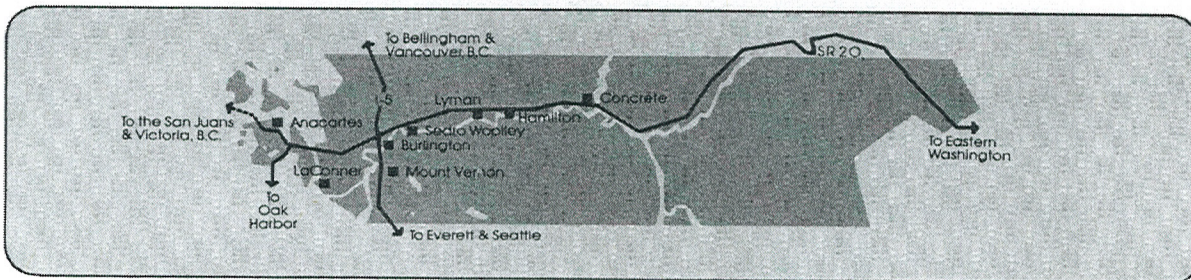 To Bellingham &
Vancouver, B.C.
SR 20
I-5
Lyman
Concrete
Hamilton
To the San Juans
& Victoria, B.C.
Anacortes
Sedro Woolley
Burlington
To Eastern
Washington
LaConner
Mount Vernon
To
Oak
Harbor
To Everett & Seattle